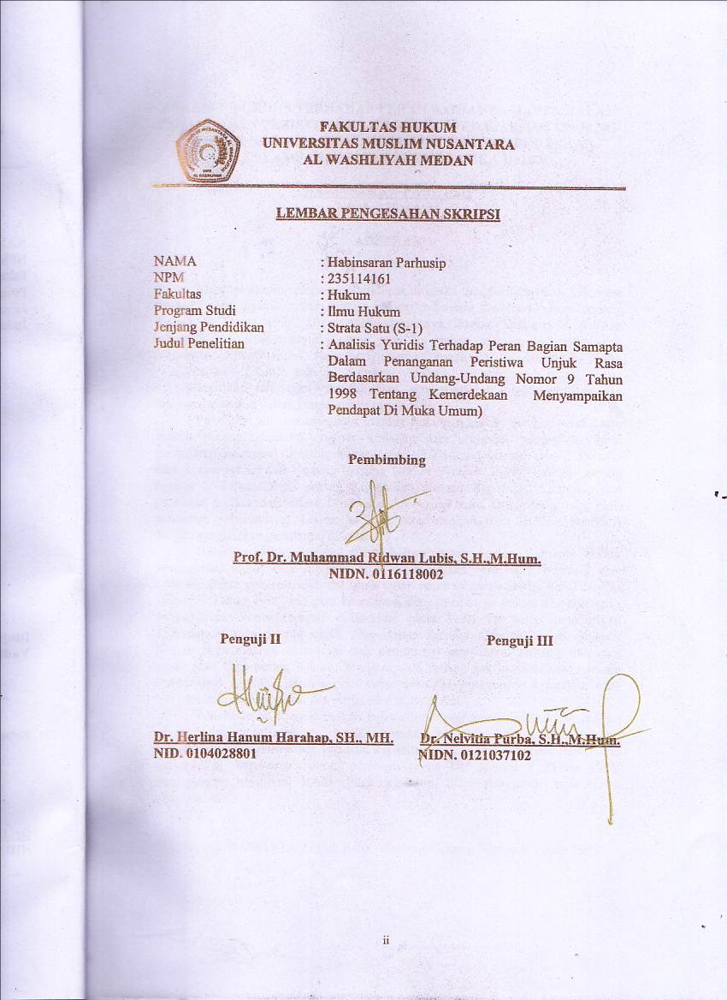 FAKULTAS HUKUM
UNIVERSITAS MUSLIM NUSANTARA
AL WASHLIYAH MEDAN
LEMBAR PENGESAHAN SKRIPSI
NAMA : Habinsaran Parhusip
NPM : 235114161
Fakultas : Hukum
Program Studi : Ilmu Hukum
Jenjang Pendidikan : Strata Satu (S-1)
Judul Penelitian : Analisis Yuridis Terhadap Peran Bagian Samapta
Dalam Penanganan Peristiwa Unjuk Rasa
Berdasarkan Undang-Undang Nomor 9 Tahun
1998 Tentang Kemerdekaan Menyampaikan
Pendapat Di Muka Umum)
Pembimbing
Prof. Dr. Muhammad Ridwan Lubis, S.H.,M.Hum.
NIDN. 0116118002
Penguji II Penguji III
Dr. Herlina Hanum Harahap, SH., MH. Dr. Nelvitia Purba, S.H.,M.Hum.
NID. 0104028801 NIDN. 0121037102
ii